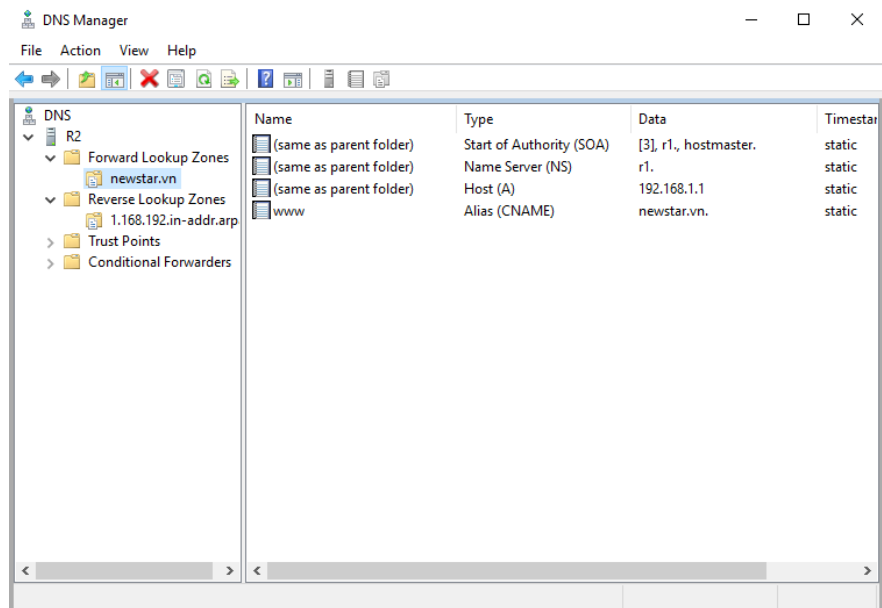 DNS Manager
File Action View Help
DNS
R2
Forward Lookup Zones
newstar.vn
Reverse Lookup Zones
1.168.192.in-addr.arp
Trust Points
Conditional Forwarders
Name Type Data Timestar
(same as parent folder) Start of Authority (SOA) [3], r1., hostmaster. static
(same as parent folder) Name Server (NS) r1. static
(same as parent folder) Host (A) 192.168.1.1 static
www Alias (CNAME) newstar.vn. static